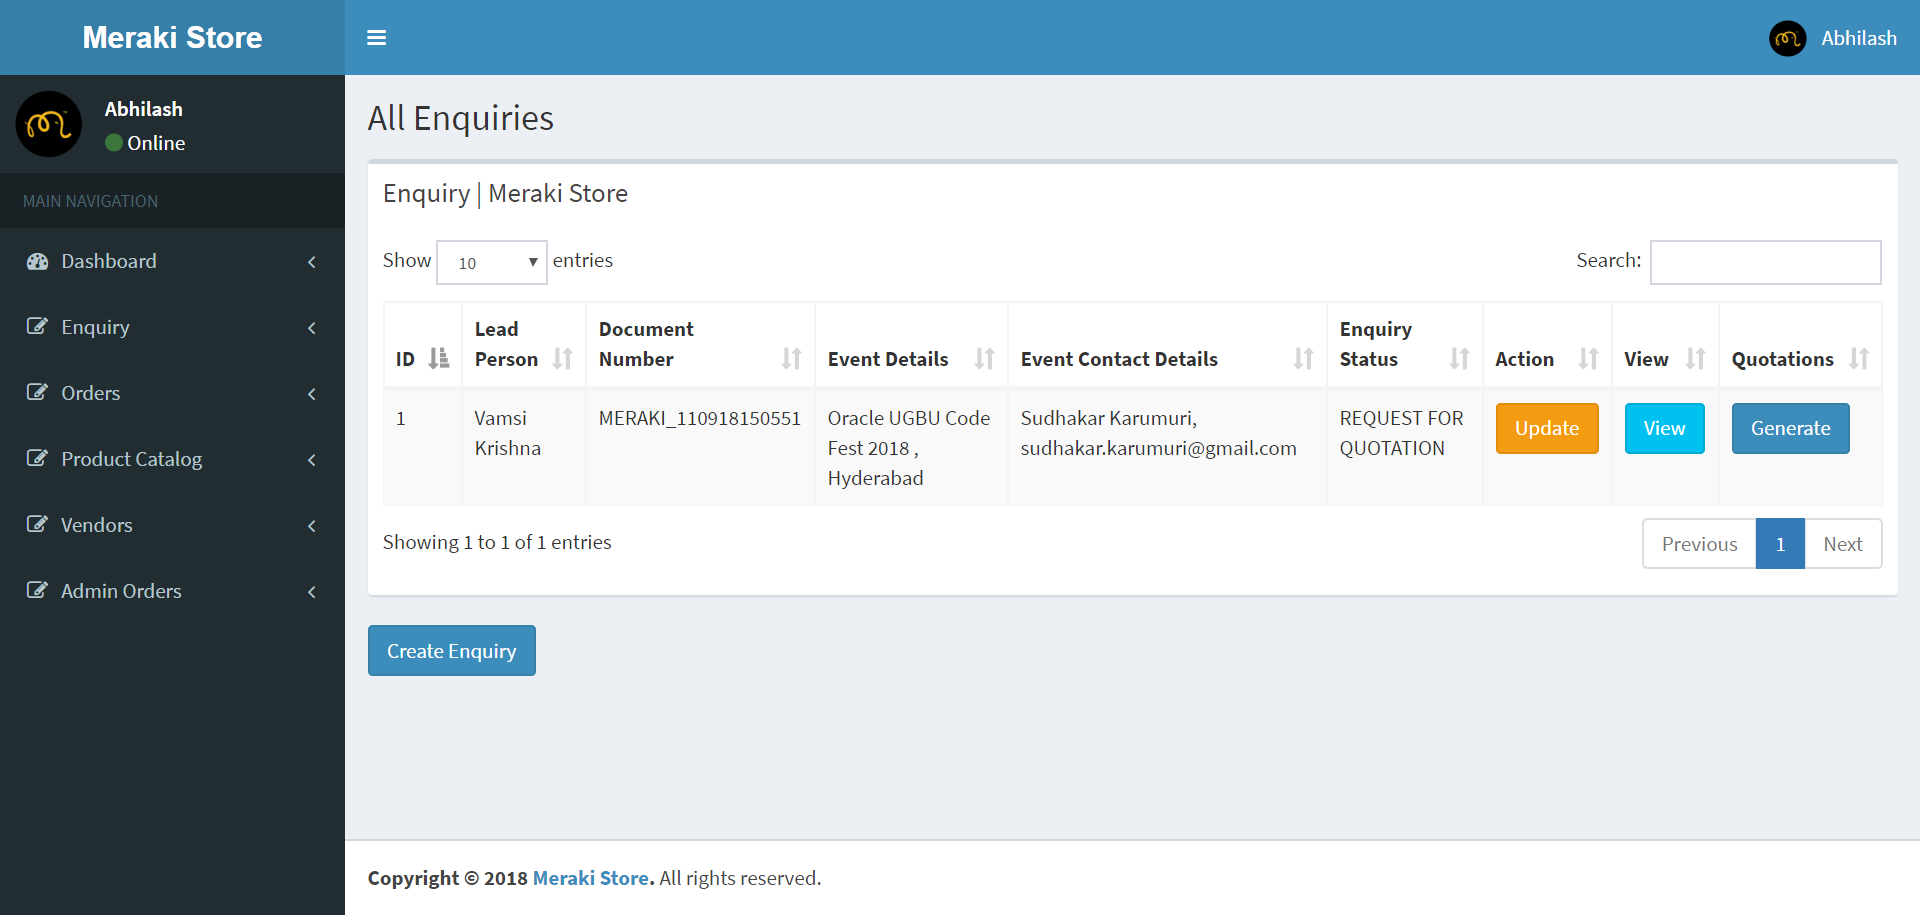 Meraki Store
Abhilash
Abhilash
Online
MAIN NAVIGATION
Dashboard
Enquiry
Orders
Product Catalog
Vendors
Admin Orders
All Enquiries
Enquiry | Meraki Store
Show 10 entries
Search:
ID
Lead
Person
Document
Number
Event Details
Event Contact Details
Enquiry
Status
Action
View
Quotations
1
Vamsi
Krishna
MERAKI_110918150551
Oracle UGBU Code
Fest 2018 ,
Hyderabad
Sudhakar Karumuri,
sudhakar.karumuri@gmail.com
REQUEST FOR
QUOTATION
Update
View
Generate
Showing 1 to 1 of 1 entries
Previous 1 Next
Create Enquiry
Copyright © 2018 Meraki Store. All rights reserved.